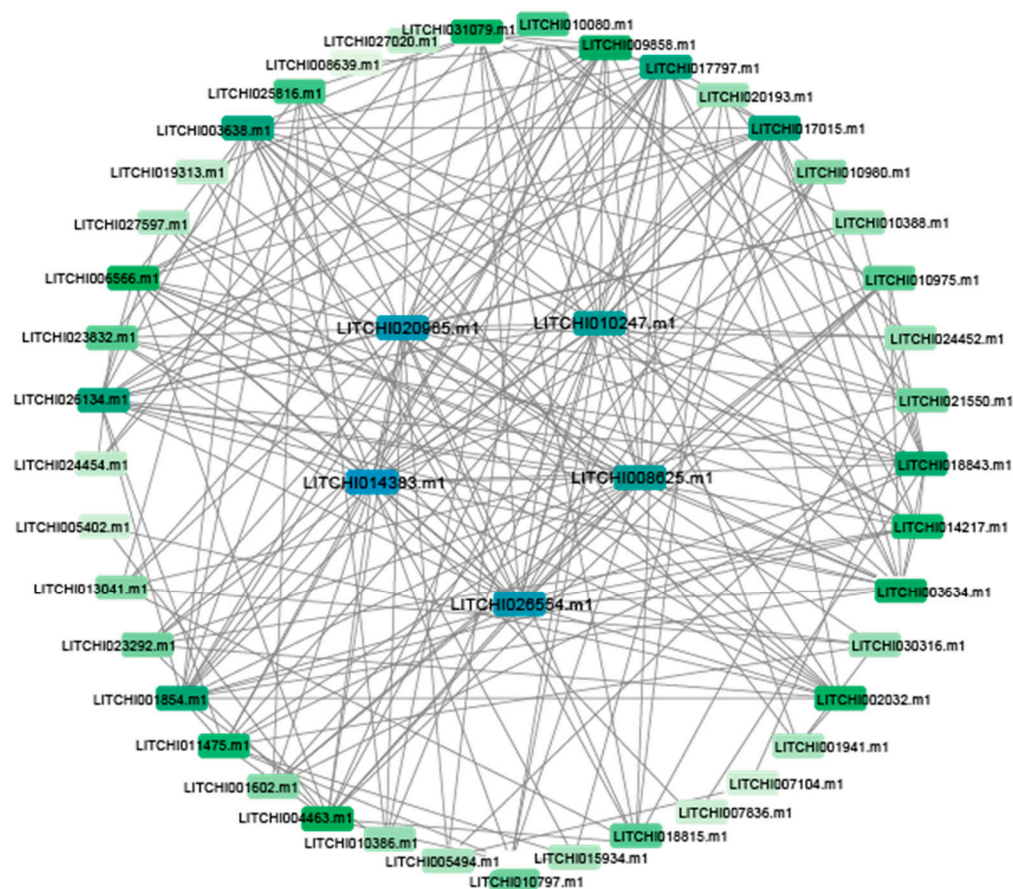 LITCHI010080.m1
LITCHI031079.m1
LITCHI027020.m1
LITCHI009858.m1
LITCHI008639.m1
LITCHI017797.m1
LITCHI025816.m1
LITCHI020193.m1
LITCHI003638.m1
LITCHI017015.m1
LITCHI019313.m1
LITCHI010980.m1
LITCHI027597.m1
LITCHI010388.m1
LITCHI006566.m1
LITCHI010975.m1
LITCHI020965.m1
LITCHI010247.m1
LITCHI023832.m1
LITCHI024452.m1
LITCHI026134.m1
LITCHI021550.m1
LITCHI024454.m1
LITCHI018843.m1
LITCHI014383.m1
LITCHI008625.m1
LITCHI005402.m1
LITCHI014217.m1
LITCHI013041.m1
LITCHI003634.m1
LITCHI026554.m1
LITCHI023292.m1
LITCHI030316.m1
LITCHI001854.m1
LITCHI002032.m1
LITCHI011475.m1
LITCHI001941.m1
LITCHI001602.m1
LITCHI007104.m1
LITCHI004463.m1
LITCHI007836.m1
LITCHI010386.m1
LITCHI018815.m1
LITCHI005494.m1
LITCHI015934.m1
LITCHI010797.m1